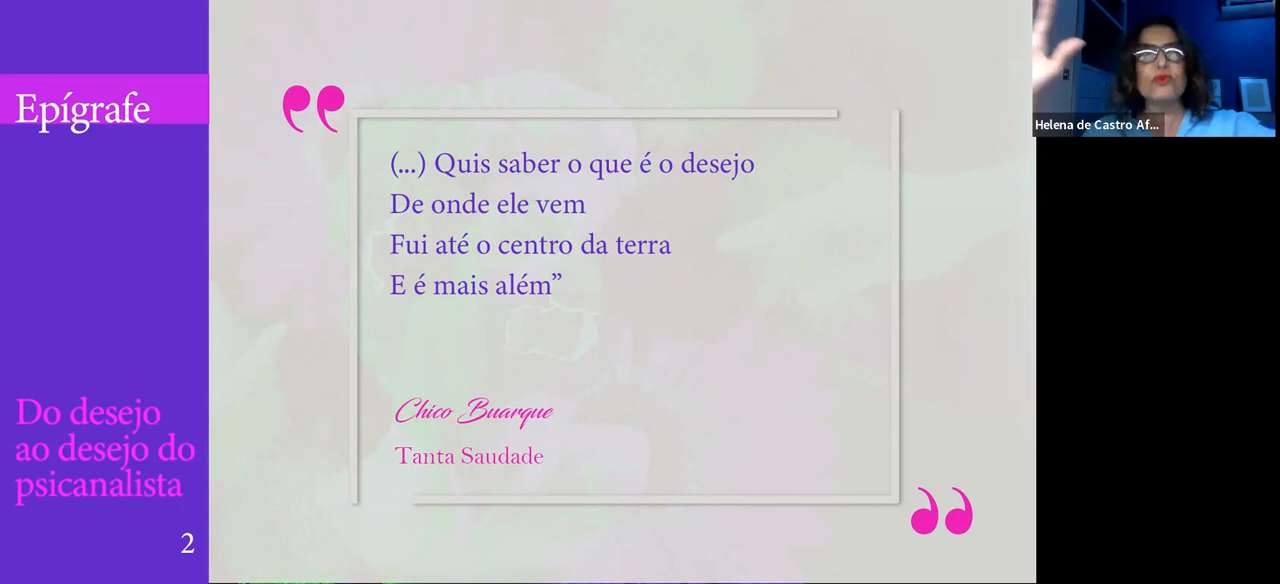 Epígrafe
(...) Quis saber o que é o desejo
De onde ele vem
Fui até o centro da terra
E é mais além”
Chico Buarque
Tanta Saudade
Do desejo
ao desejo do
psicanalista
2
Helena de Castro Af...